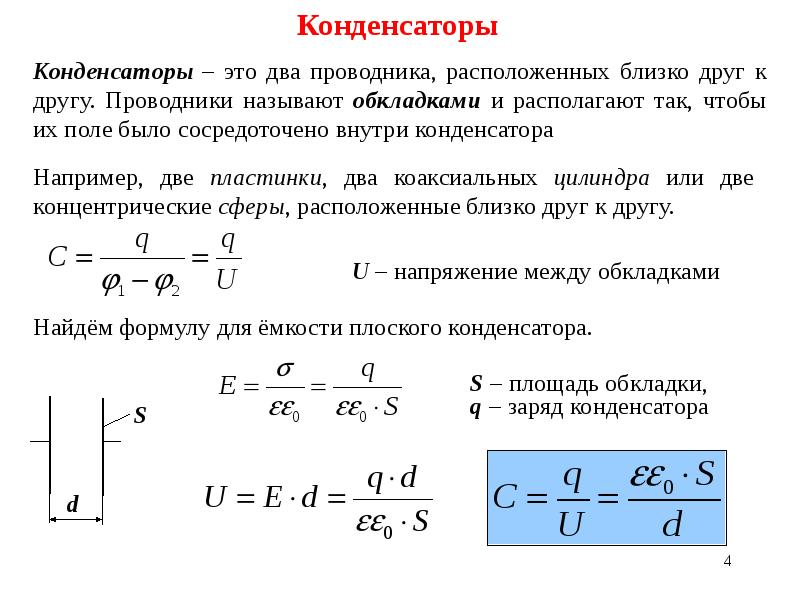 Конденсаторы
Конденсаторы – это два проводника, расположенных близко друг к
другу. Проводники называют обкладками и располагают так, чтобы
их поле было сосредоточено внутри конденсатора
Например, две пластинки, два коаксиальных цилиндра или две
концентрические сферы, расположенные близко друг к другу.
C = q / (φ₁ − φ₂) = q / U
U – напряжение между обкладками
Найдём формулу для ёмкости плоского конденсатора.
E = σ / εε₀ = q / (εε₀ · S)
S – площадь обкладки,
q – заряд конденсатора
S
d
U = E · d = (q · d) / (εε₀ · S)
C = q / U = (εε₀ · S) / d
4